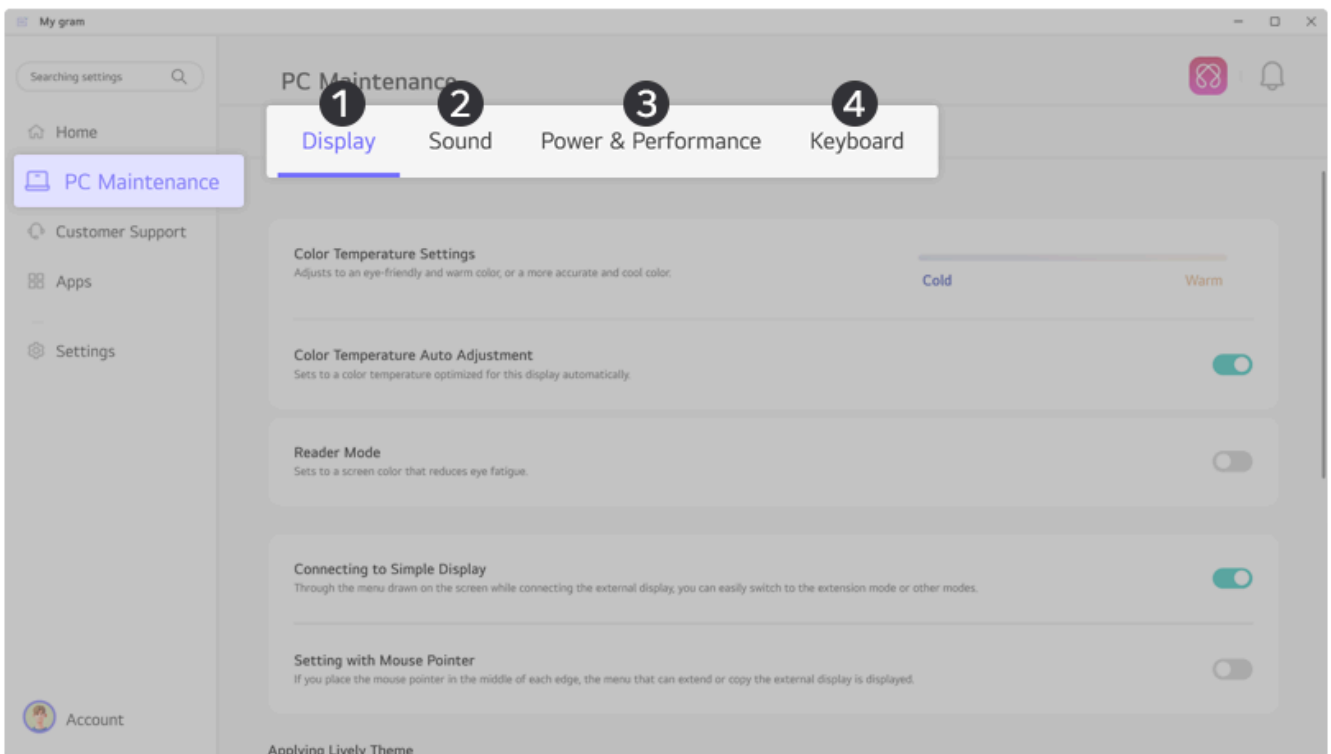 My gram
Searching settings
PC Maintenance
1 2 3 4
Display Sound Power & Performance Keyboard
Home
PC Maintenance
Customer Support
Apps
Settings
Account
Color Temperature Settings
Adjusts to an eye-friendly and warm color, or a more accurate and cool color.
Cold Warm
Color Temperature Auto Adjustment
Sets to a color temperature optimized for this display automatically.
Reader Mode
Sets to a screen color that reduces eye fatigue.
Connecting to Simple Display
Through the menu drawn on the screen while connecting the external display, you can easily switch to the extension mode or other modes.
Setting with Mouse Pointer
If you place the mouse pointer in the middle of each edge, the menu that can extend or copy the external display is displayed.
Applying Lively Theme